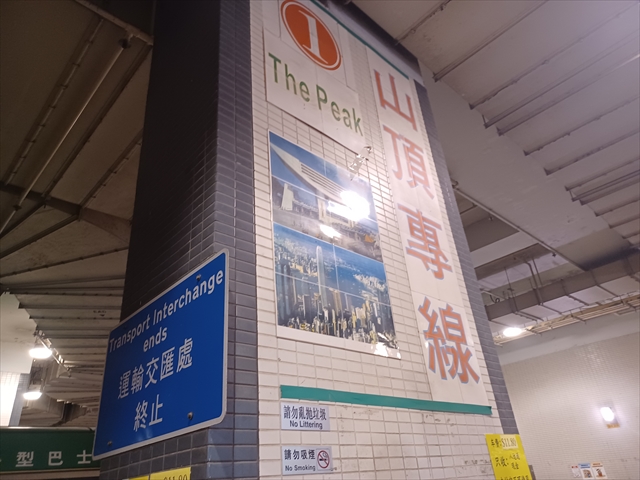 1
The Peak
山頂專線
Transport Interchange
ends
運輸交匯處
終止
請勿亂拋垃圾
No Littering
請勿吸煙
No Smoking
型巴士